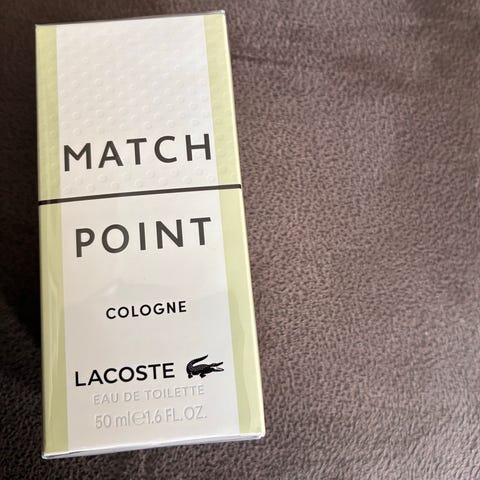 MATCH
POINT
COLOGNE
LACOSTE
EAU DE TOILETTE
50 ml℮1.6 FL.OZ.